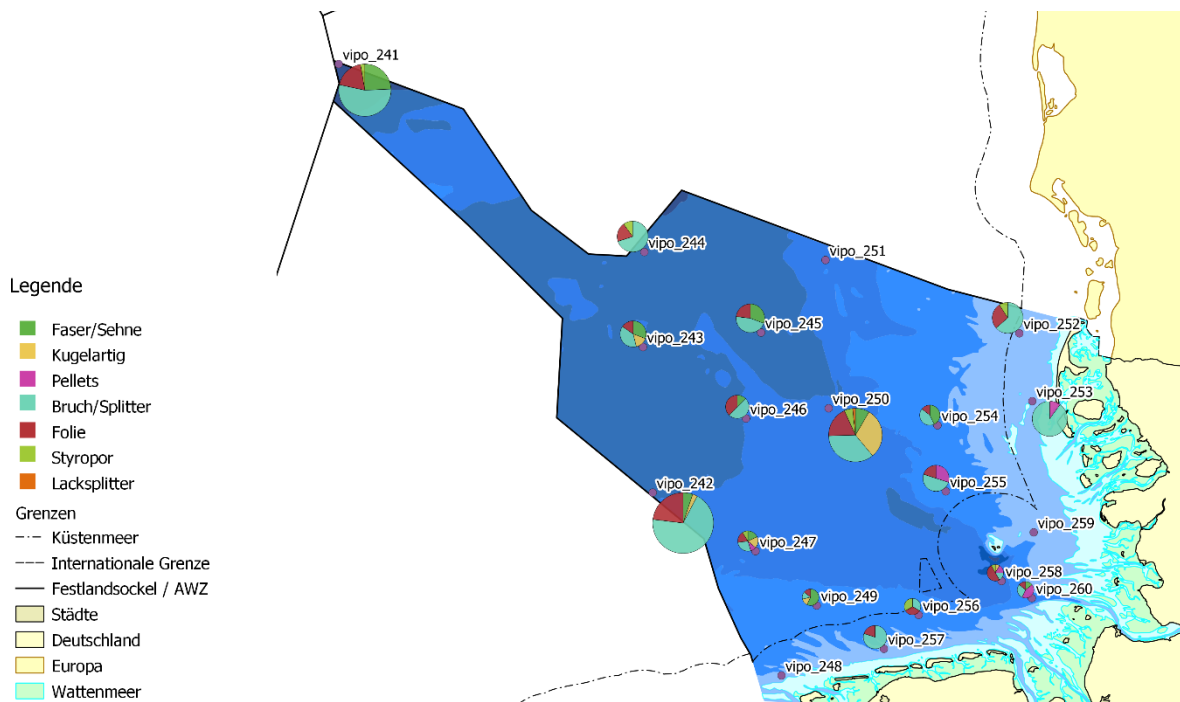 vipo_241
vipo_244
vipo_251
vipo_245
vipo_252
vipo_243
vipo_246
vipo_250
vipo_254
vipo_253
vipo_242
vipo_255
vipo_247
vipo_259
vipo_258
vipo_249
vipo_256
vipo_260
vipo_257
vipo_248
Legende
Faser/Sehne
Kugelartig
Pellets
Bruch/Splitter
Folie
Styropor
Lacksplitter
Grenzen
Küstenmeer
Internationale Grenze
Festlandsockel / AWZ
Städte
Deutschland
Europa
Wattenmeer